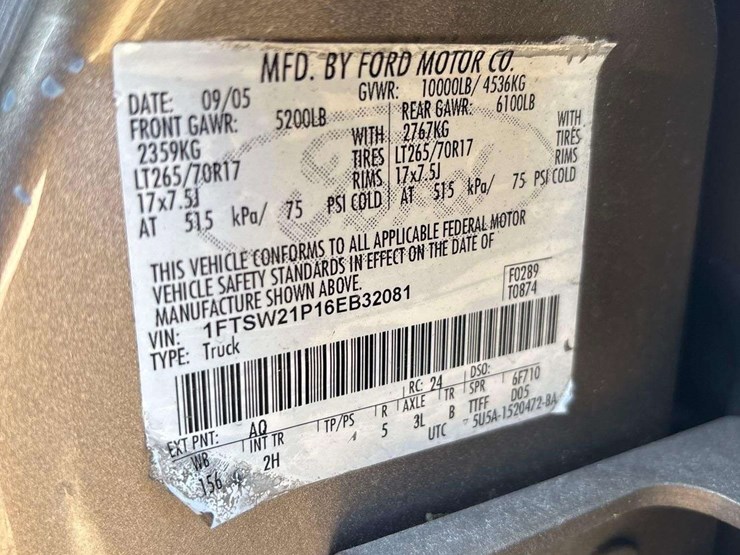 MFD. BY FORD MOTOR CO.
DATE: 09/05 GVWR: 10000LB/ 4536KG
FRONT GAWR: 5200LB REAR GAWR: 6100LB
2359KG WITH 2767KG WITH
LT265/70R17 TIRES LT265/70R17 TIRES
17x7.5J RIMS 17x7.5J RIMS
AT 515 kPa/ 75 PSI COLD AT 515 kPa/ 75 PSI COLD
THIS VEHICLE CONFORMS TO ALL APPLICABLE FEDERAL MOTOR
VEHICLE SAFETY STANDARDS IN EFFECT ON THE DATE OF
MANUFACTURE SHOWN ABOVE.
VIN: 1FTSW21P16EB32081 F0289
TYPE: Truck T0874
EXT PNT: AQ RC: 24 DSO: 6F710
WB INT TR TP/PS R AXLE TR SPR D05
156 2H 5 3L B TTFF
UTC 5U5A-1520472-BA